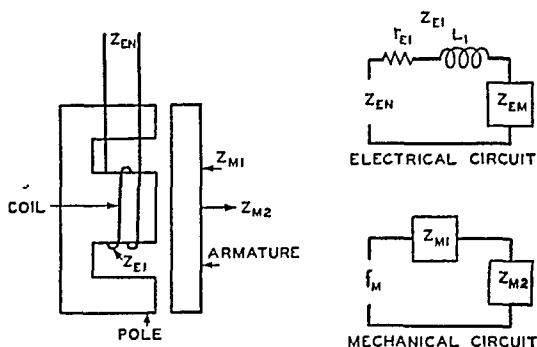 Z_EN
Z_M1
Z_M2
COIL
Z_E1
ARMATURE
POLE
Z_E1
r_E1
L_1
Z_EN
Z_EM
ELECTRICAL CIRCUIT
Z_M1
f_M
Z_M2
MECHANICAL CIRCUIT